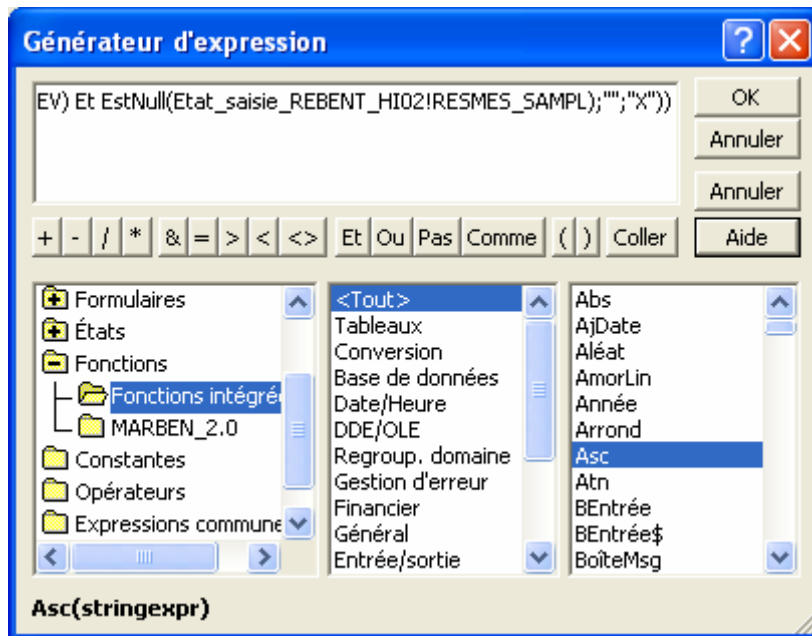 Générateur d'expression
EV) Et EstNull(Etat_saisie_REBENT_HI02!RESMES_SAMPL);"";"X"))
OK
Annuler
Annuler
+ - / * & = > < <> Et Ou Pas Comme ( ) Coller Aide
Formulaires
États
Fonctions
Fonctions intégré
MARBEN_2.0
Constantes
Opérateurs
Expressions commune
<Tout>
Tableaux
Conversion
Base de données
Date/Heure
DDE/OLE
Regroup. domaine
Gestion d'erreur
Financier
Général
Entrée/sortie
Abs
AjDate
Aléat
AmorLin
Année
Arrond
Asc
Atn
BEntrée
BEntrée$
BoîteMsg
Asc(stringexpr)